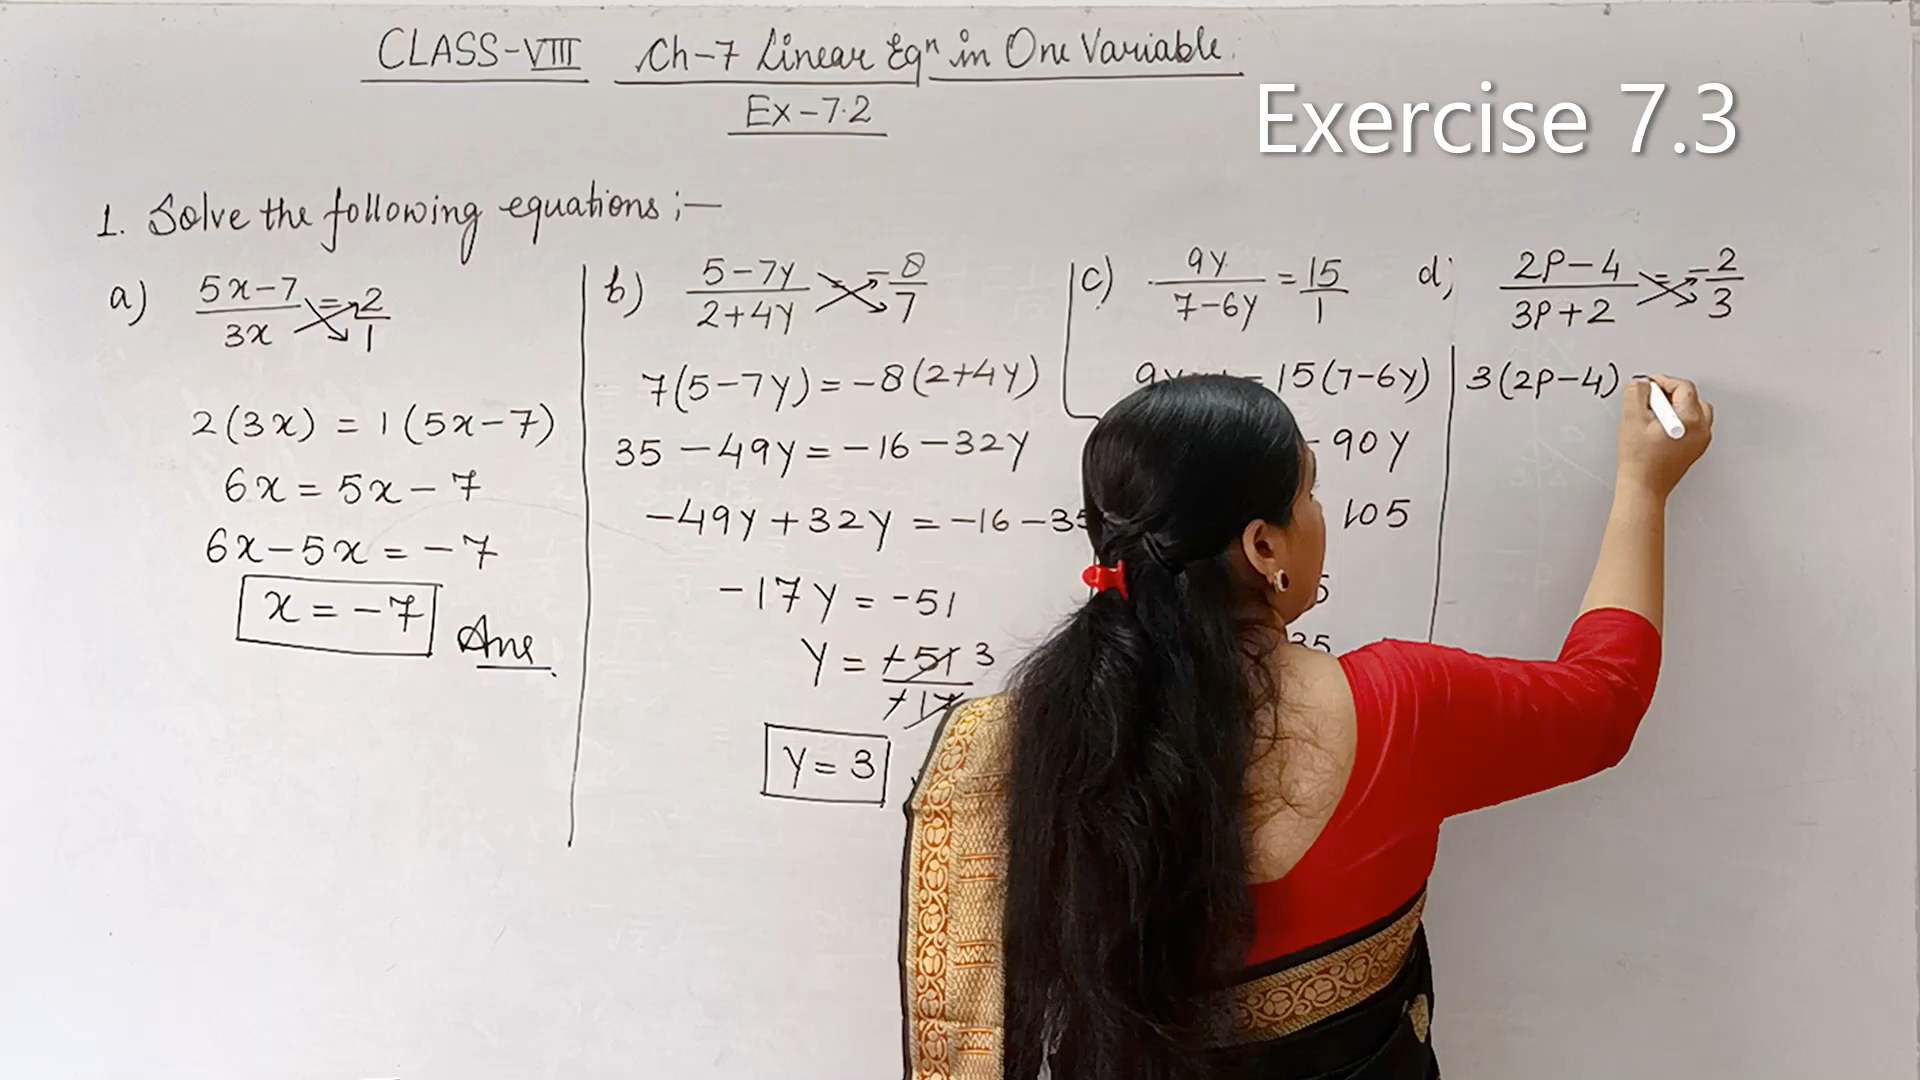 CLASS-VIII Ch-7 Linear Eqⁿ in One Variable.
Exercise 7.3
Ex-7.2
1. Solve the following equations ;—
a) (5x-7)/(3x) = 2/1
2(3x) = 1(5x-7)
6x = 5x-7
6x-5x = -7
x = -7 Ans.
b) (5-7y)/(2+4y) = -8/7
7(5-7y) = -8(2+4y)
35-49y = -16-32y
-49y+32y = -16-35
-17y = -51
y = -51/-17 3
y = 3
c) 9y/(7-6y) = 15/1
15(7-6y)
-90y
105
d) (2P-4)/(3P+2) = -2/3
3(2P-4) =